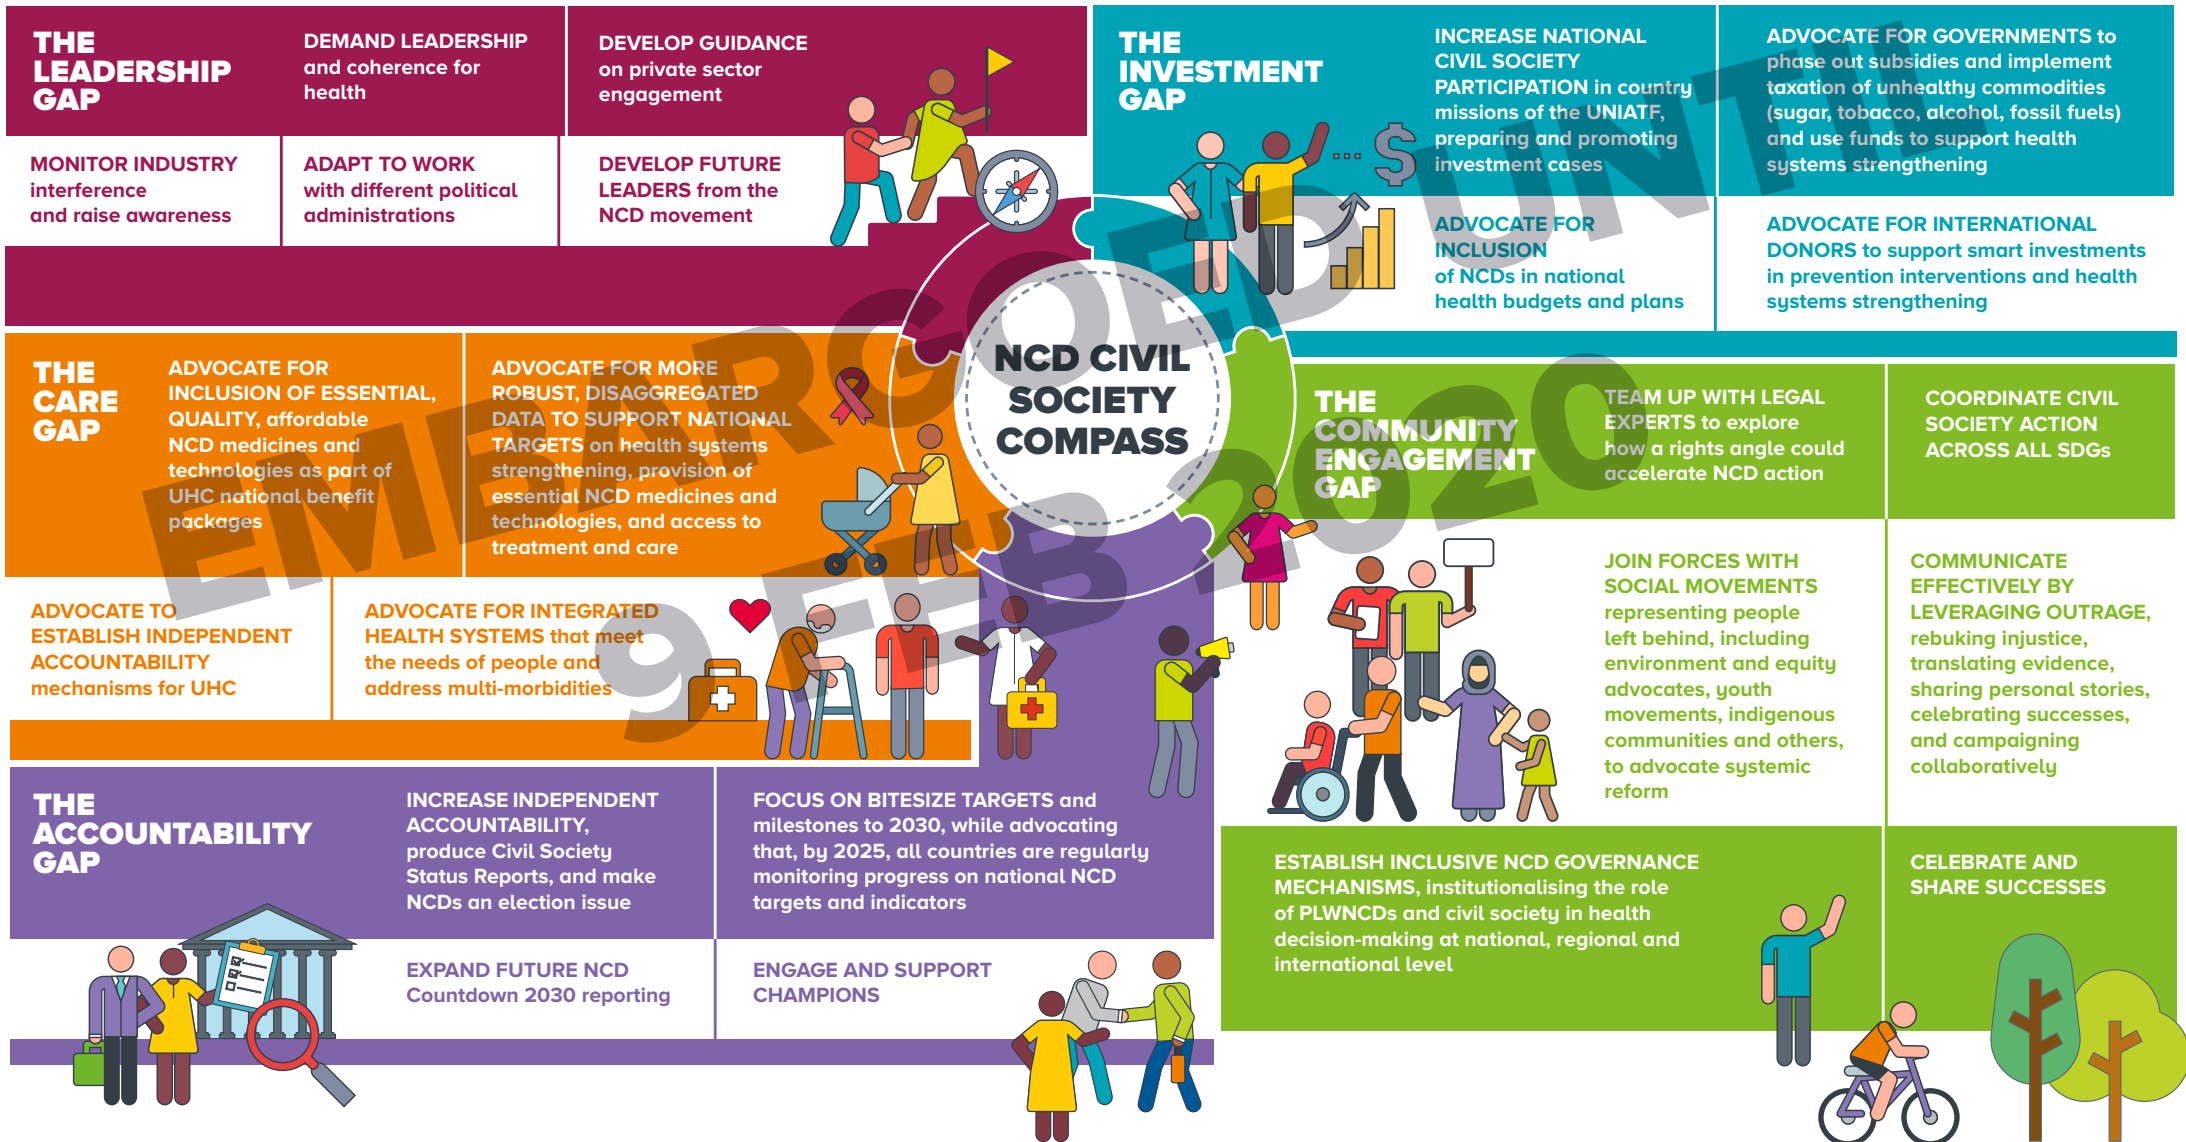 THE
LEADERSHIP
GAP
DEMAND LEADERSHIP
and coherence for
health
DEVELOP GUIDANCE
on private sector
engagement
MONITOR INDUSTRY
interference
and raise awareness
ADAPT TO WORK
with different political
administrations
DEVELOP FUTURE
LEADERS from the
NCD movement
THE
INVESTMENT
GAP
INCREASE NATIONAL
CIVIL SOCIETY
PARTICIPATION in country
missions of the UNIATF,
preparing and promoting
investment cases
ADVOCATE FOR GOVERNMENTS to
phase out subsidies and implement
taxation of unhealthy commodities
(sugar, tobacco, alcohol, fossil fuels)
and use funds to support health
systems strengthening
... $
ADVOCATE FOR
INCLUSION
of NCDs in national
health budgets and plans
ADVOCATE FOR INTERNATIONAL
DONORS to support smart investments
in prevention interventions and health
systems strengthening
NCD CIVIL
SOCIETY
COMPASS
THE
CARE
GAP
ADVOCATE FOR
INCLUSION OF ESSENTIAL,
QUALITY, affordable
NCD medicines and
technologies as part of
UHC national benefit
packages
ADVOCATE FOR MORE
ROBUST, DISAGGREGATED
DATA TO SUPPORT NATIONAL
TARGETS on health systems
strengthening, provision of
essential NCD medicines and
technologies, and access to
treatment and care
ADVOCATE TO
ESTABLISH INDEPENDENT
ACCOUNTABILITY
mechanisms for UHC
ADVOCATE FOR INTEGRATED
HEALTH SYSTEMS that meet
the needs of people and
address multi-morbidities
THE
COMMUNITY
ENGAGEMENT
GAP
TEAM UP WITH LEGAL
EXPERTS to explore
how a rights angle could
accelerate NCD action
COORDINATE CIVIL
SOCIETY ACTION
ACROSS ALL SDGs
JOIN FORCES WITH
SOCIAL MOVEMENTS
representing people
left behind, including
environment and equity
advocates, youth
movements, indigenous
communities and others,
to advocate systemic
reform
COMMUNICATE
EFFECTIVELY BY
LEVERAGING OUTRAGE,
rebuking injustice,
translating evidence,
sharing personal stories,
celebrating successes,
and campaigning
collaboratively
ESTABLISH INCLUSIVE NCD GOVERNANCE
MECHANISMS, institutionalising the role
of PLWNCDs and civil society in health
decision-making at national, regional and
international level
CELEBRATE AND
SHARE SUCCESSES
THE
ACCOUNTABILITY
GAP
INCREASE INDEPENDENT
ACCOUNTABILITY,
produce Civil Society
Status Reports, and make
NCDs an election issue
FOCUS ON BITESIZE TARGETS and
milestones to 2030, while advocating
that, by 2025, all countries are regularly
monitoring progress on national NCD
targets and indicators
EXPAND FUTURE NCD
Countdown 2030 reporting
ENGAGE AND SUPPORT
CHAMPIONS
EMBARGOED UNTIL
9 FEB 2020